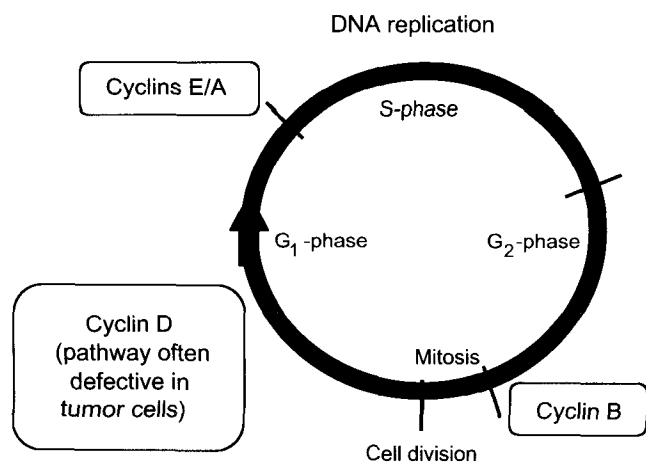 DNA replication
Cyclins E/A
S-phase
G1-phase
G2-phase
Cyclin D
(pathway often
defective in
tumor cells)
Mitosis
Cyclin B
Cell division